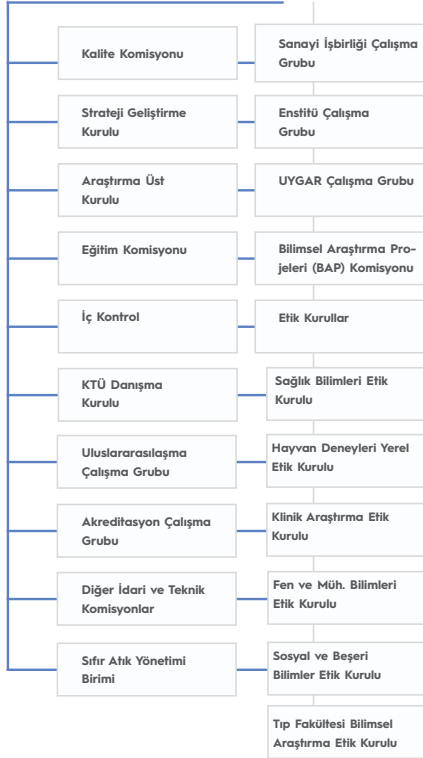 Kalite Komisyonu
Sanayi İşbirliği Çalışma
Grubu
Strateji Geliştirme
Kurulu
Enstitü Çalışma
Grubu
Araştırma Üst
Kurulu
UYGAR Çalışma Grubu
Eğitim Komisyonu
Bilimsel Araştırma Pro-
jeleri (BAP) Komisyonu
İç Kontrol
Etik Kurullar
KTÜ Danışma
Kurulu
Sağlık Bilimleri Etik
Kurulu
Uluslararasılaşma
Çalışma Grubu
Hayvan Deneyleri Yerel
Etik Kurulu
Akreditasyon Çalışma
Grubu
Klinik Araştırma Etik
Kurulu
Diğer İdari ve Teknik
Komisyonlar
Fen ve Müh. Bilimleri
Etik Kurulu
Sıfır Atık Yönetimi
Birimi
Sosyal ve Beşeri
Bilimler Etik Kurulu
Tıp Fakültesi Bilimsel
Araştırma Etik Kurulu